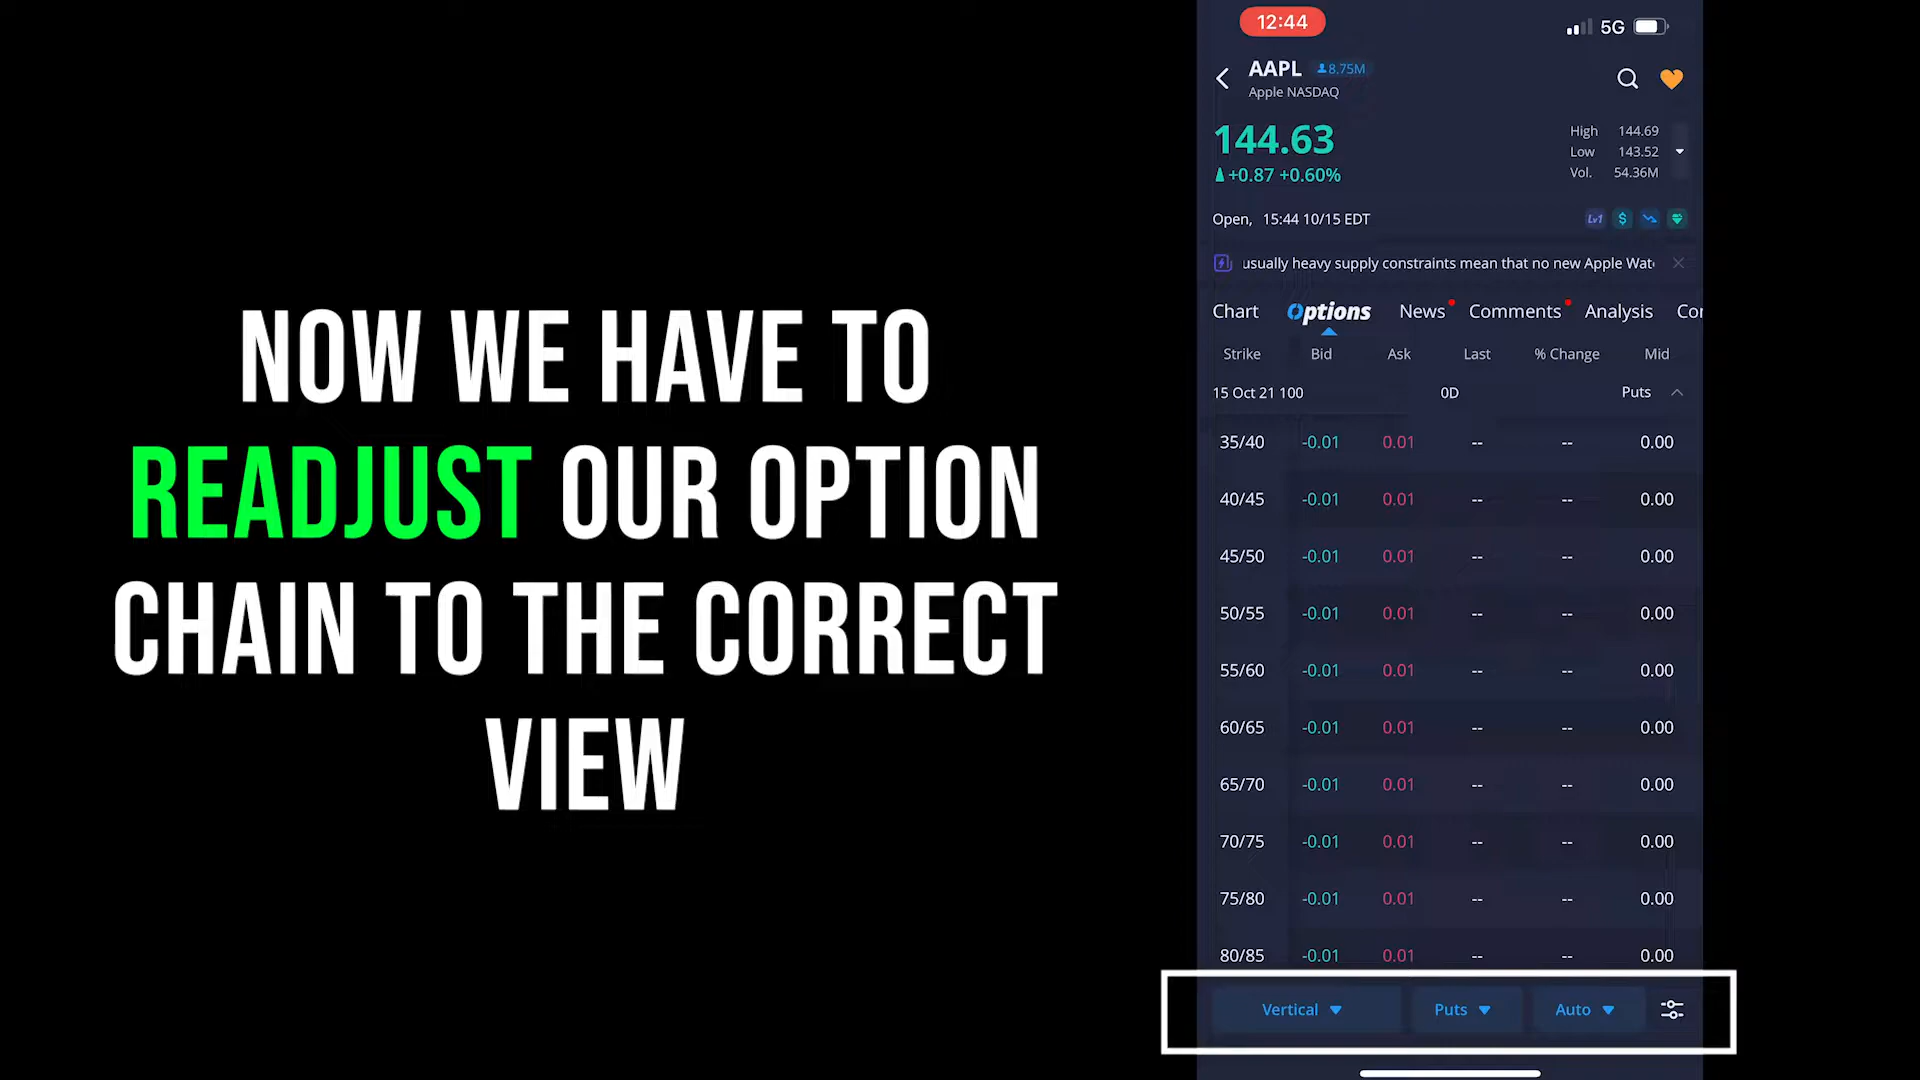 NOW WE HAVE TO
READJUST OUR OPTION
CHAIN TO THE CORRECT
VIEW
12:44
5G
AAPL 8.75M
Apple NASDAQ
144.63
+0.87 +0.60%
High 144.69
Low 143.52
Vol. 54.36M
Open, 15:44 10/15 EDT
Lv1 $
usually heavy supply constraints mean that no new Apple Wat
Chart Options News Comments Analysis Cor
Strike Bid Ask Last % Change Mid
15 Oct 21 100 0D Puts
35/40 -0.01 0.01 -- -- 0.00
40/45 -0.01 0.01 -- -- 0.00
45/50 -0.01 0.01 -- -- 0.00
50/55 -0.01 0.01 -- -- 0.00
55/60 -0.01 0.01 -- -- 0.00
60/65 -0.01 0.01 -- -- 0.00
65/70 -0.01 0.01 -- -- 0.00
70/75 -0.01 0.01 -- -- 0.00
75/80 -0.01 0.01 -- -- 0.00
80/85 -0.01 0.01 -- -- 0.00
Vertical Puts Auto